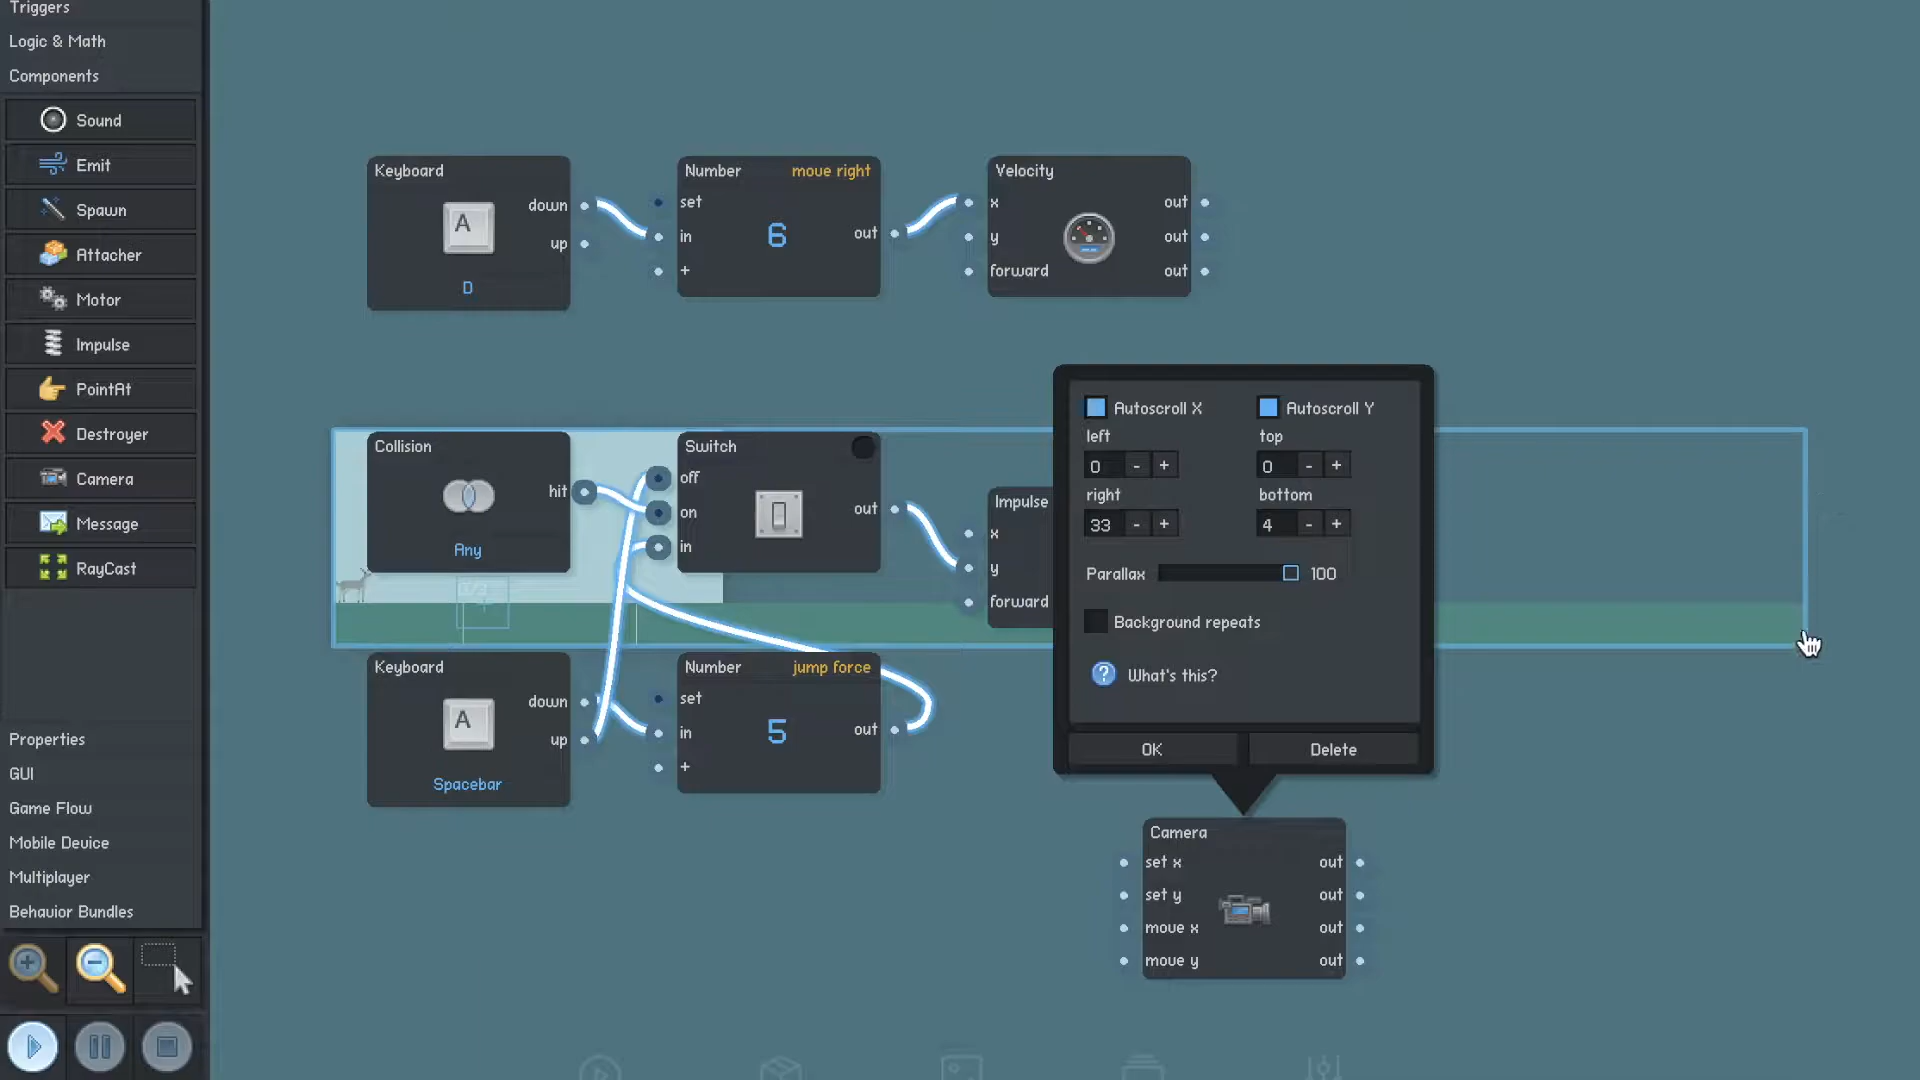 Triggers
Logic & Math
Components
Sound
Emit
Spawn
Attacher
Motor
Impulse
PointAt
Destroyer
Camera
Message
RayCast
Properties
GUI
Game Flow
Mobile Device
Multiplayer
Behavior Bundles
Keyboard
A
down
up
D
Number
move right
set
in
+
6
out
Velocity
x
y
forward
out
out
out
Collision
hit
Any
Switch
off
on
in
out
Impulse
x
y
forward
Autoscroll X
Autoscroll Y
left
top
0 - +
0 - +
right
bottom
33 - +
4 - +
Parallax
100
Background repeats
? What's this?
OK
Delete
Keyboard
A
down
up
Spacebar
Number
jump force
set
in
+
5
out
Camera
set x
set y
move x
move y
out
out
out
out